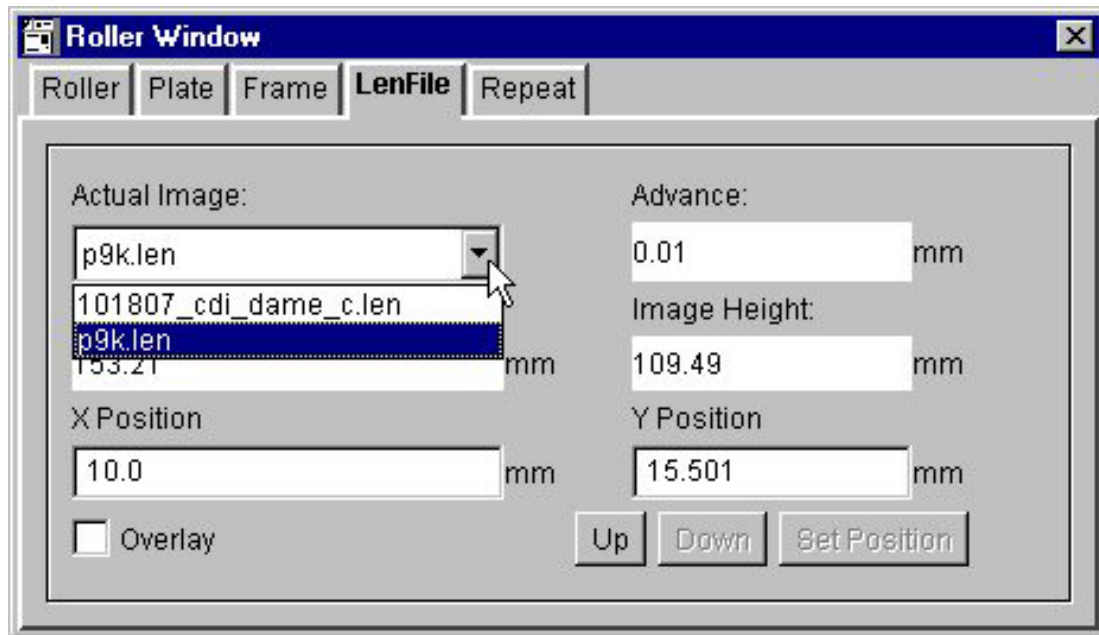 Roller Window
Roller Plate Frame LenFile Repeat
Actual Image: Advance:
p9k.len 0.01 mm
101807_cdi_dame_c.len Image Height:
p9k.len
153.21 mm 109.49 mm
X Position Y Position
10.0 mm 15.501 mm
Overlay Up Down Set Position